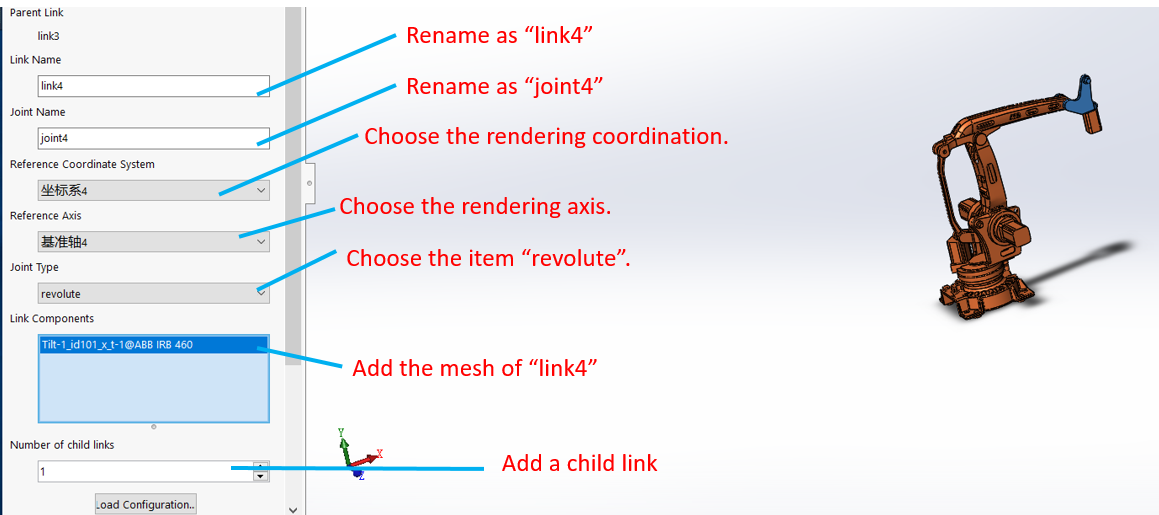 Parent Link
link3
Link Name
link4
Joint Name
joint4
Reference Coordinate System
坐标系4
Reference Axis
基准轴4
Joint Type
revolute
Link Components
Tilt-1_id101_x_t-1@ABB IRB 460
Number of child links
1
Load Configuration..
Rename as “link4”
Rename as “joint4”
Choose the rendering coordination.
Choose the rendering axis.
Choose the item “revolute”.
Add the mesh of “link4”
Add a child link
Y
X
Z